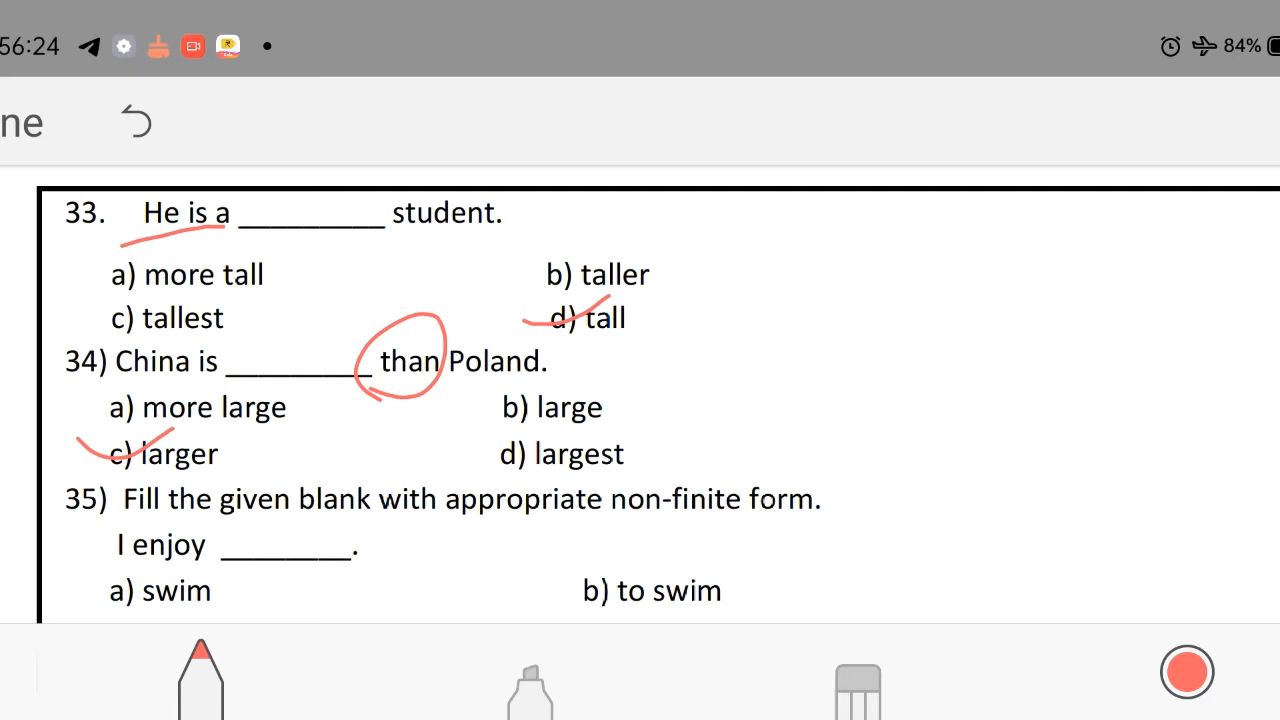 56:24
84%
ne
33. He is a _________ student.
a) more tall b) taller
c) tallest d) tall
34) China is _________ than Poland.
a) more large b) large
c) larger d) largest
35) Fill the given blank with appropriate non-finite form.
I enjoy ________.
a) swim b) to swim